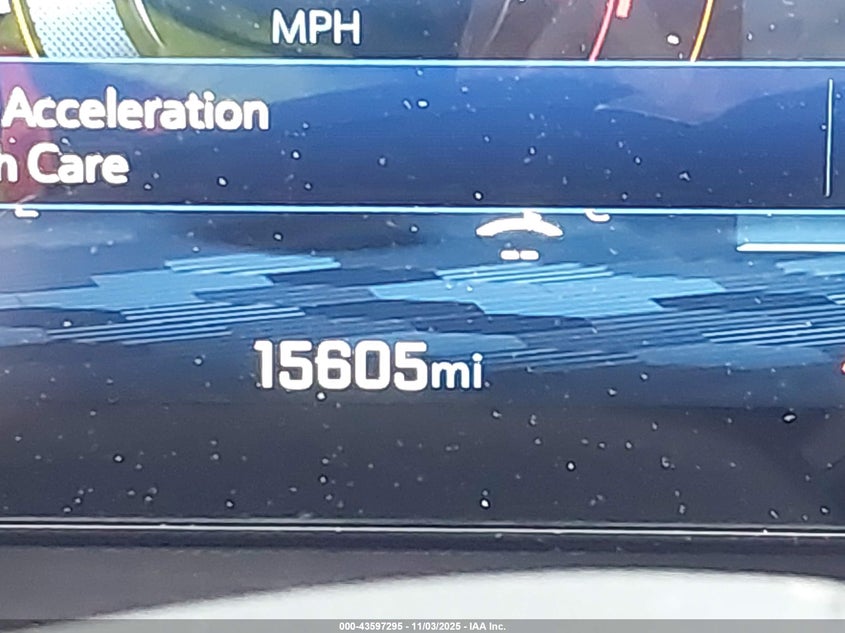 MPH
Acceleration
h Care
15605mi
000-43597295 - 11/03/2025 - IAA Inc.